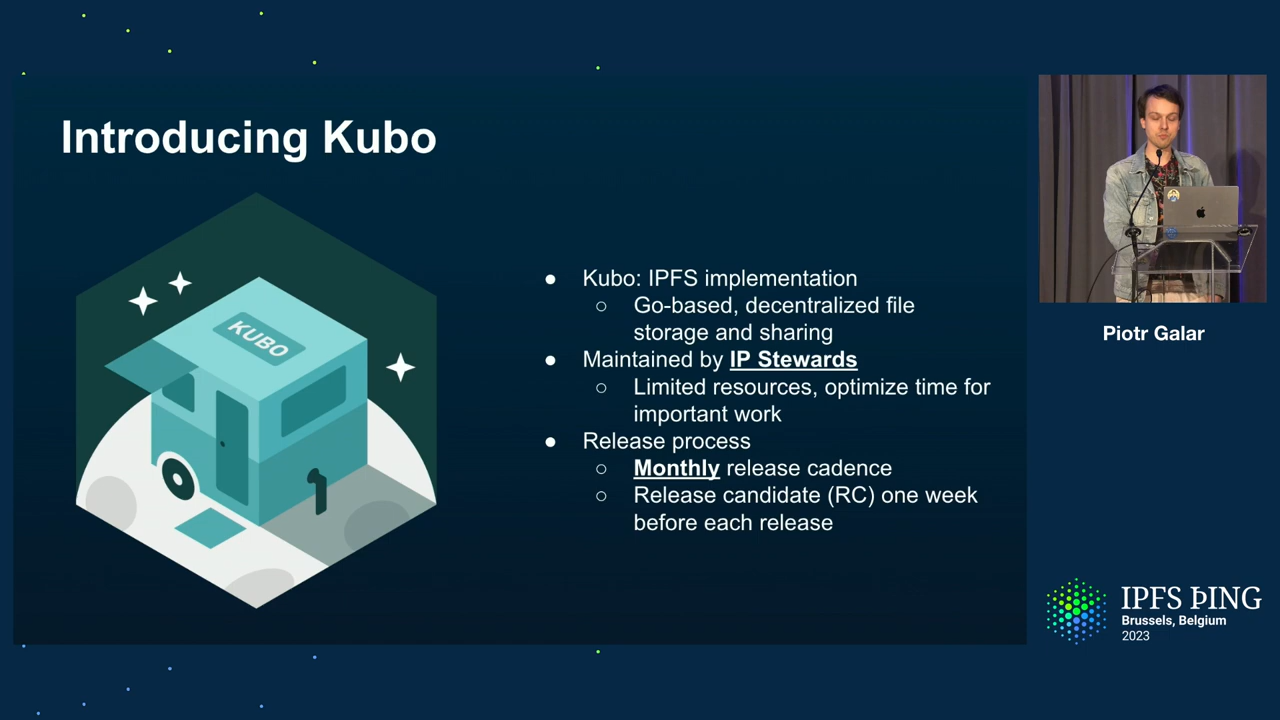 Introducing Kubo
KUBO
● Kubo: IPFS implementation
○ Go-based, decentralized file
storage and sharing
● Maintained by IP Stewards
○ Limited resources, optimize time for
important work
● Release process
○ Monthly release cadence
○ Release candidate (RC) one week
before each release
Piotr Galar
IPFS ÞING
Brussels, Belgium
2023